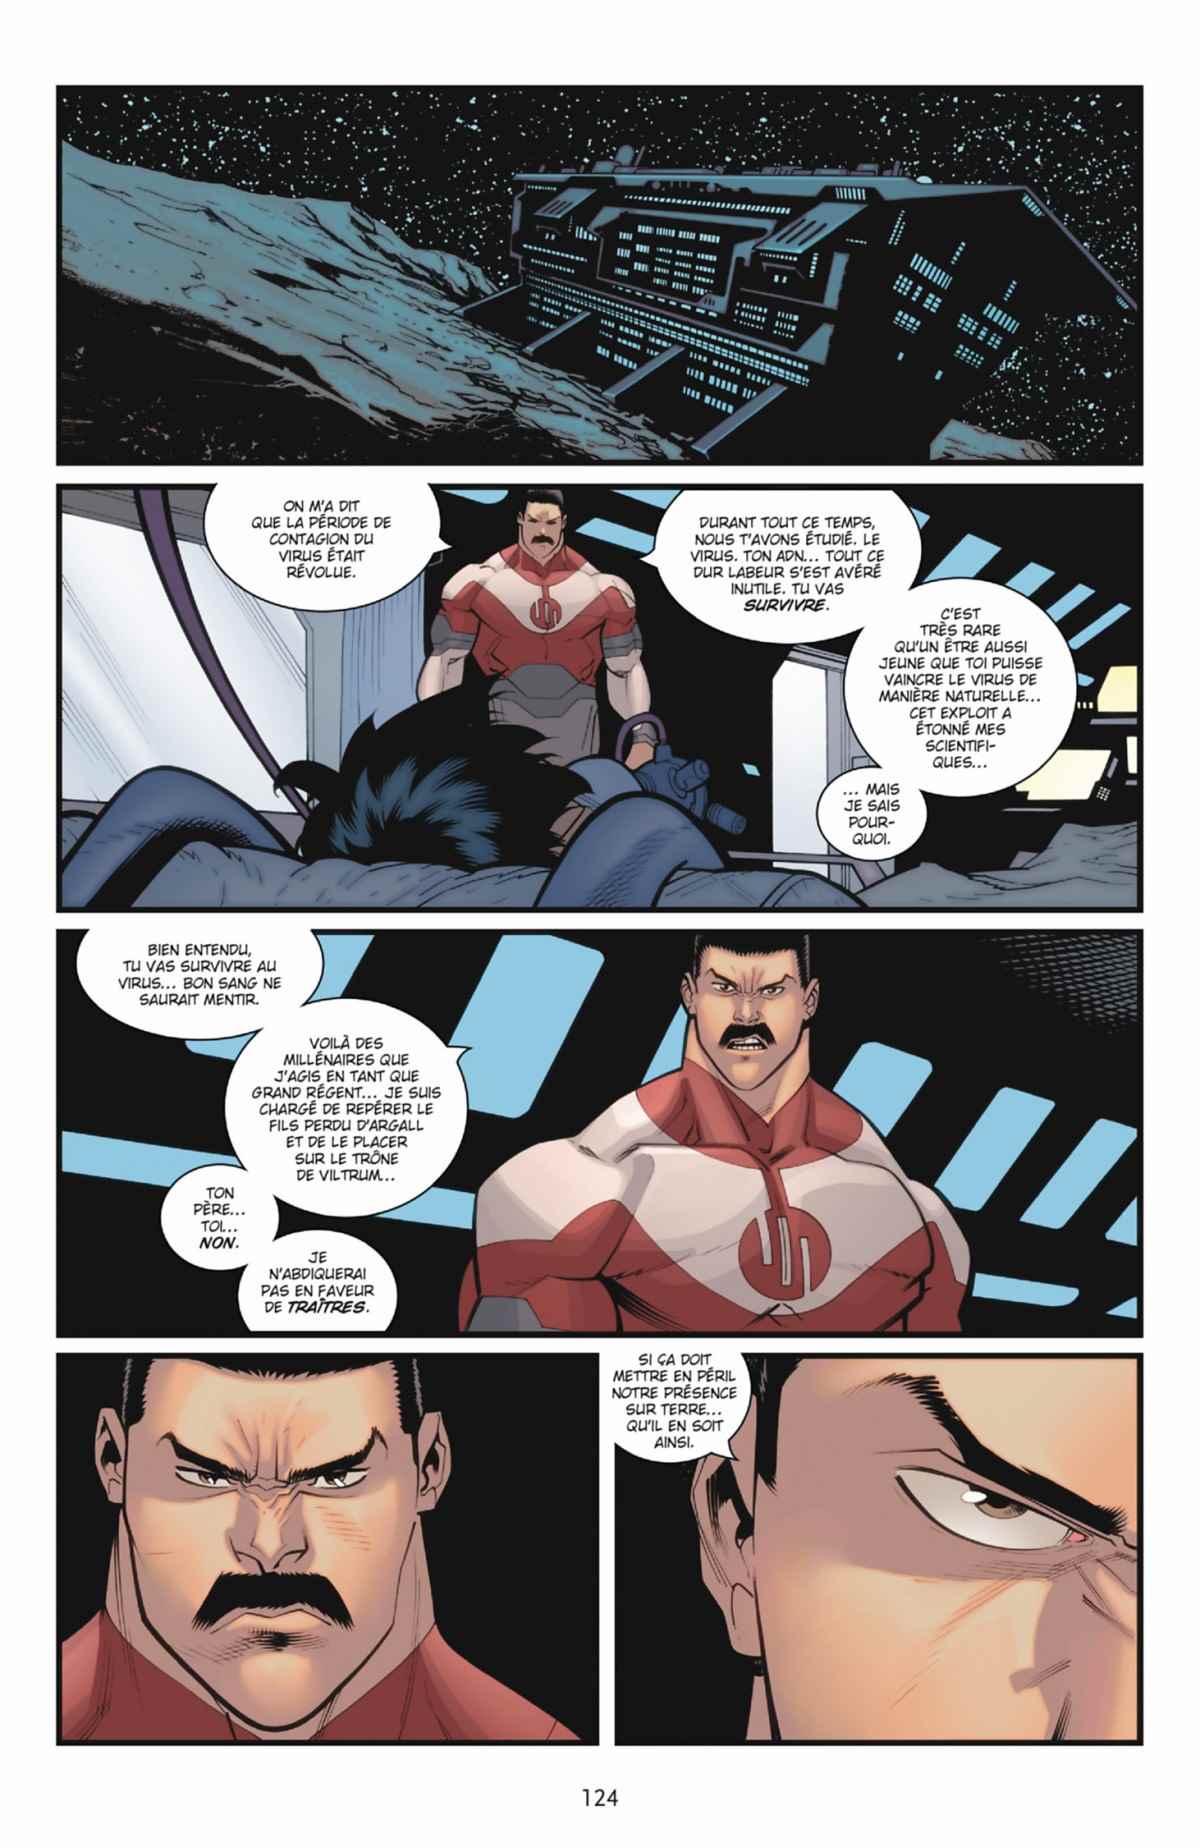 ON M'A DIT
QUE LA PÉRIODE DE
CONTAGION DU
VIRUS ÉTAIT
RÉVOLUE.
DURANT TOUT CE TEMPS,
NOUS T'AVONS ÉTUDIÉ. LE
VIRUS. TON ADN... TOUT CE
DUR LABEUR S'EST AVÉRÉ
INUTILE. TU VAS
SURVIVRE.
C'EST
TRÈS RARE
QU'UN ÊTRE AUSSI
JEUNE QUE TOI PUISSE
VAINCRE LE VIRUS DE
MANIÈRE NATURELLE...
CET EXPLOIT A
ÉTONNÉ MES
SCIENTIFI-
QUES...
... MAIS
JE SAIS
POUR-
QUOI.
BIEN ENTENDU,
TU VAS SURVIVRE AU
VIRUS... BON SANG NE
SAURAIT MENTIR.
VOILÀ DES
MILLÉNAIRES QUE
J'AGIS EN TANT QUE
GRAND RÉGENT... JE SUIS
CHARGÉ DE REPÉRER LE
FILS PERDU D'ARGALL
ET DE LE PLACER
SUR LE TRÔNE
DE VILTRUM...
TON
PÈRE...
TOI...
NON.
JE
N'ABDIQUERAI
PAS EN FAVEUR
DE TRAÎTRES.
SI ÇA DOIT
METTRE EN PÉRIL
NOTRE PRÉSENCE
SUR TERRE...
QU'IL EN SOIT
AINSI.
124